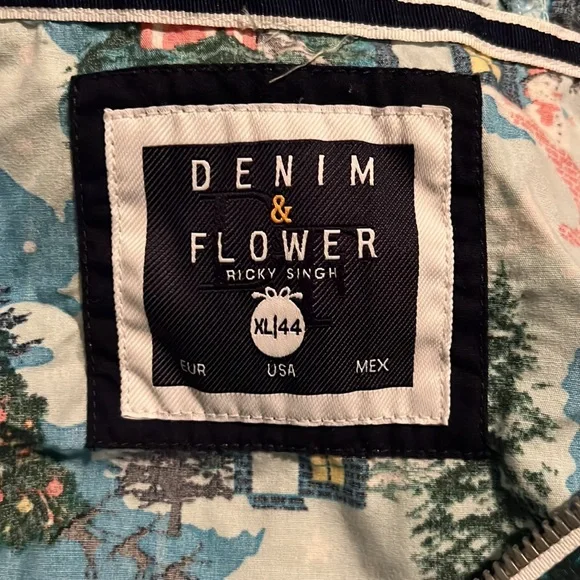 DENIM
&
FLOWER
RICKY SINGH
XL|44
EUR USA MEX